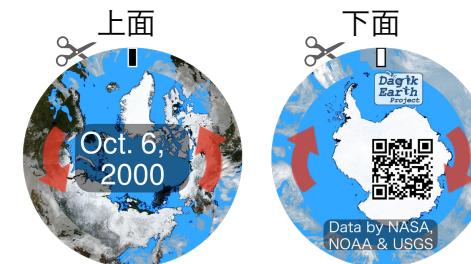 上面
下面
Oct. 6,
2000
Dagik
Earth
Project
Data by NASA,
NOAA & USGS